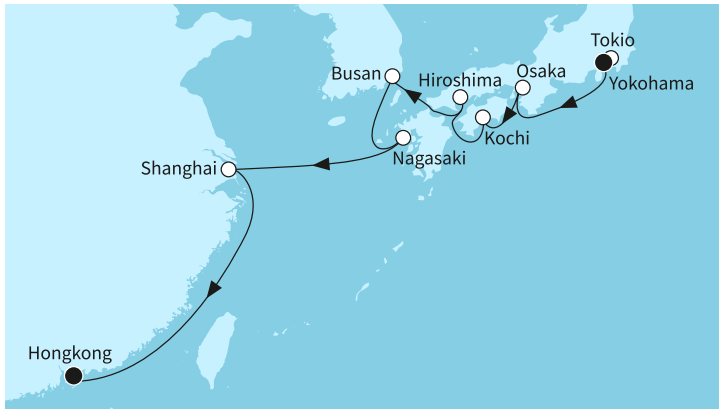 Tokio
Busan
Hiroshima
Osaka
Yokohama
Kochi
Nagasaki
Shanghai
Hongkong